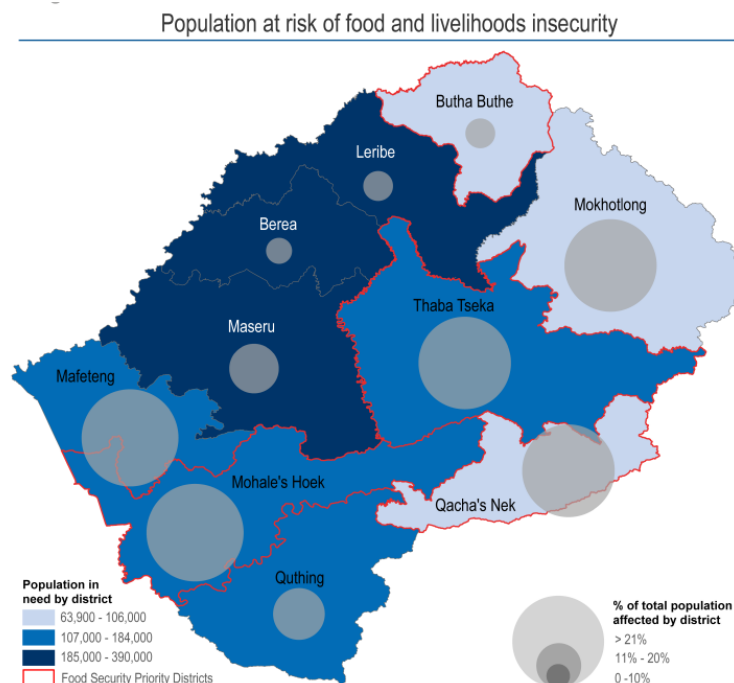 Population at risk of food and livelihoods insecurity
Butha Buthe
Leribe
Mokhotlong
Berea
Thaba Tseka
Maseru
Mafeteng
Mohale's Hoek
Qacha's Nek
Quthing
Population in
need by district
63,900 - 106,000
107,000 - 184,000
185,000 - 390,000
Food Security Priority Districts
% of total population
affected by district
> 21%
11% - 20%
0 -10%